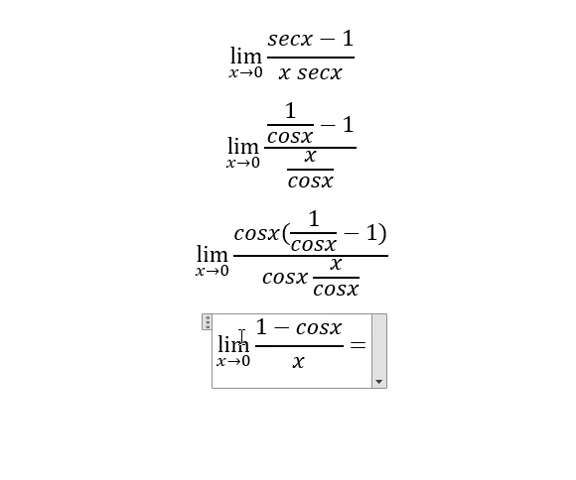 lim x→0 (secx − 1)/(x secx)
lim x→0 (1/cosx − 1)/(x/cosx)
lim x→0 (cosx(1/cosx − 1))/(cosx x/cosx)
lim x→0 (1 − cosx)/x =